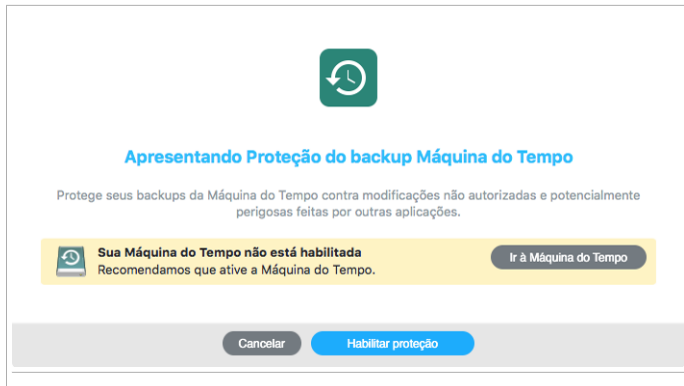 Apresentando Proteção do backup Máquina do Tempo
Protege seus backups da Máquina do Tempo contra modificações não autorizadas e potencialmente
perigosas feitas por outras aplicações.
Sua Máquina do Tempo não está habilitada
Recomendamos que ative a Máquina do Tempo.
Ir à Máquina do Tempo
Cancelar
Habilitar proteção